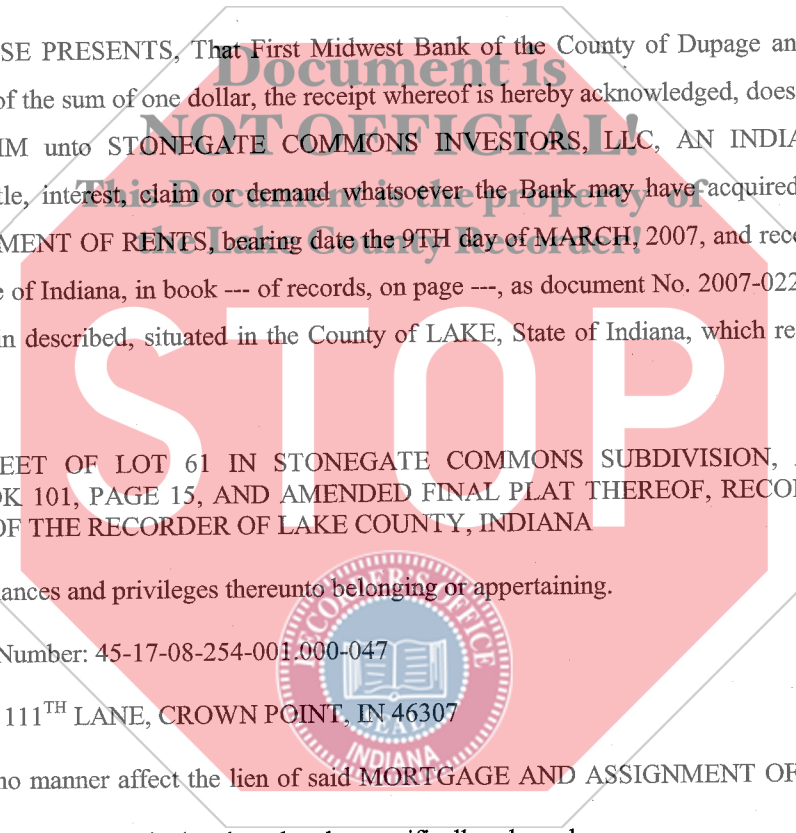 SE PRESENTS, That First Midwest Bank of the County of Dupage an
Document is
of the sum of one dollar, the receipt whereof is hereby acknowledged, does
NOT OFFICIAL!
IM unto STONEGATE COMMONS INVESTORS, LLC, AN INDIA
This Document is the property of
tle, interest, claim or demand whatsoever the Bank may have acquired
the Lake County Recorder!
MENT OF RENTS, bearing date the 9TH day of MARCH, 2007, and rec
e of Indiana, in book --- of records, on page ---, as document No. 2007-022
in described, situated in the County of LAKE, State of Indiana, which re
STOP
EET OF LOT 61 IN STONEGATE COMMONS SUBDIVISION,
OK 101, PAGE 15, AND AMENDED FINAL PLAT THEREOF, RECO
OF THE RECORDER OF LAKE COUNTY, INDIANA
ances and privileges thereunto belonging or appertaining.
RECORDER'S OFFICE
Number: 45-17-08-254-001.000-047
SEAL
111TH LANE, CROWN POINT, IN 46307
INDIANA
no manner affect the lien of said MORTGAGE AND ASSIGNMENT OF